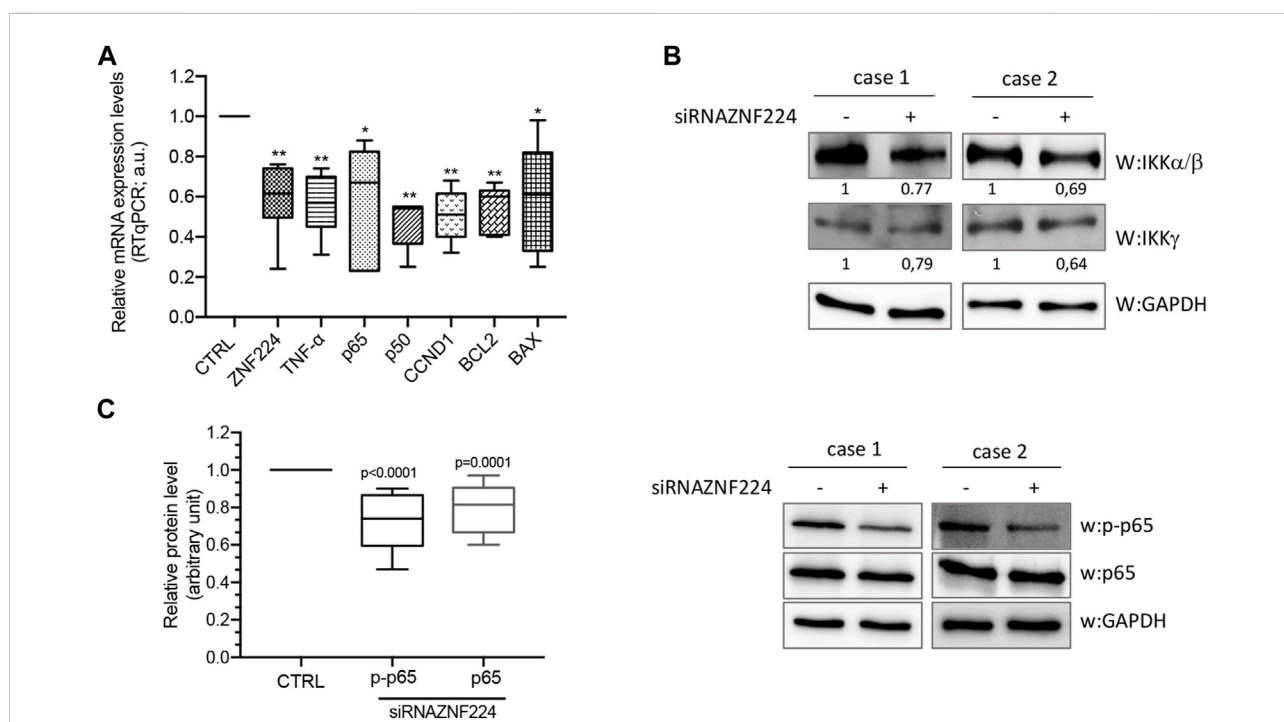 A
Relative mRNA expression levels
(RTqPCR; a.u.)
1.2
1.0
0.8
0.6
0.4
0.2
0.0
**
**
*
**
**
**
*
CTRL
ZNF224
TNF-α
p65
p50
CCND1
BCL2
BAX
B
case 1
case 2
siRNAZNF224
-
+
-
+
W:IKKα/β
1
0.77
1
0,69
W:IKKγ
1
0,79
1
0,64
W:GAPDH
C
Relative protein level
(arbitrary unit)
1.2
1.0
0.8
0.6
0.4
0.2
0.0
p<0.0001
p=0.0001
CTRL
p-p65
p65
siRNAZNF224
case 1
case 2
siRNAZNF224
-
+
-
+
w:p-p65
w:p65
w:GAPDH